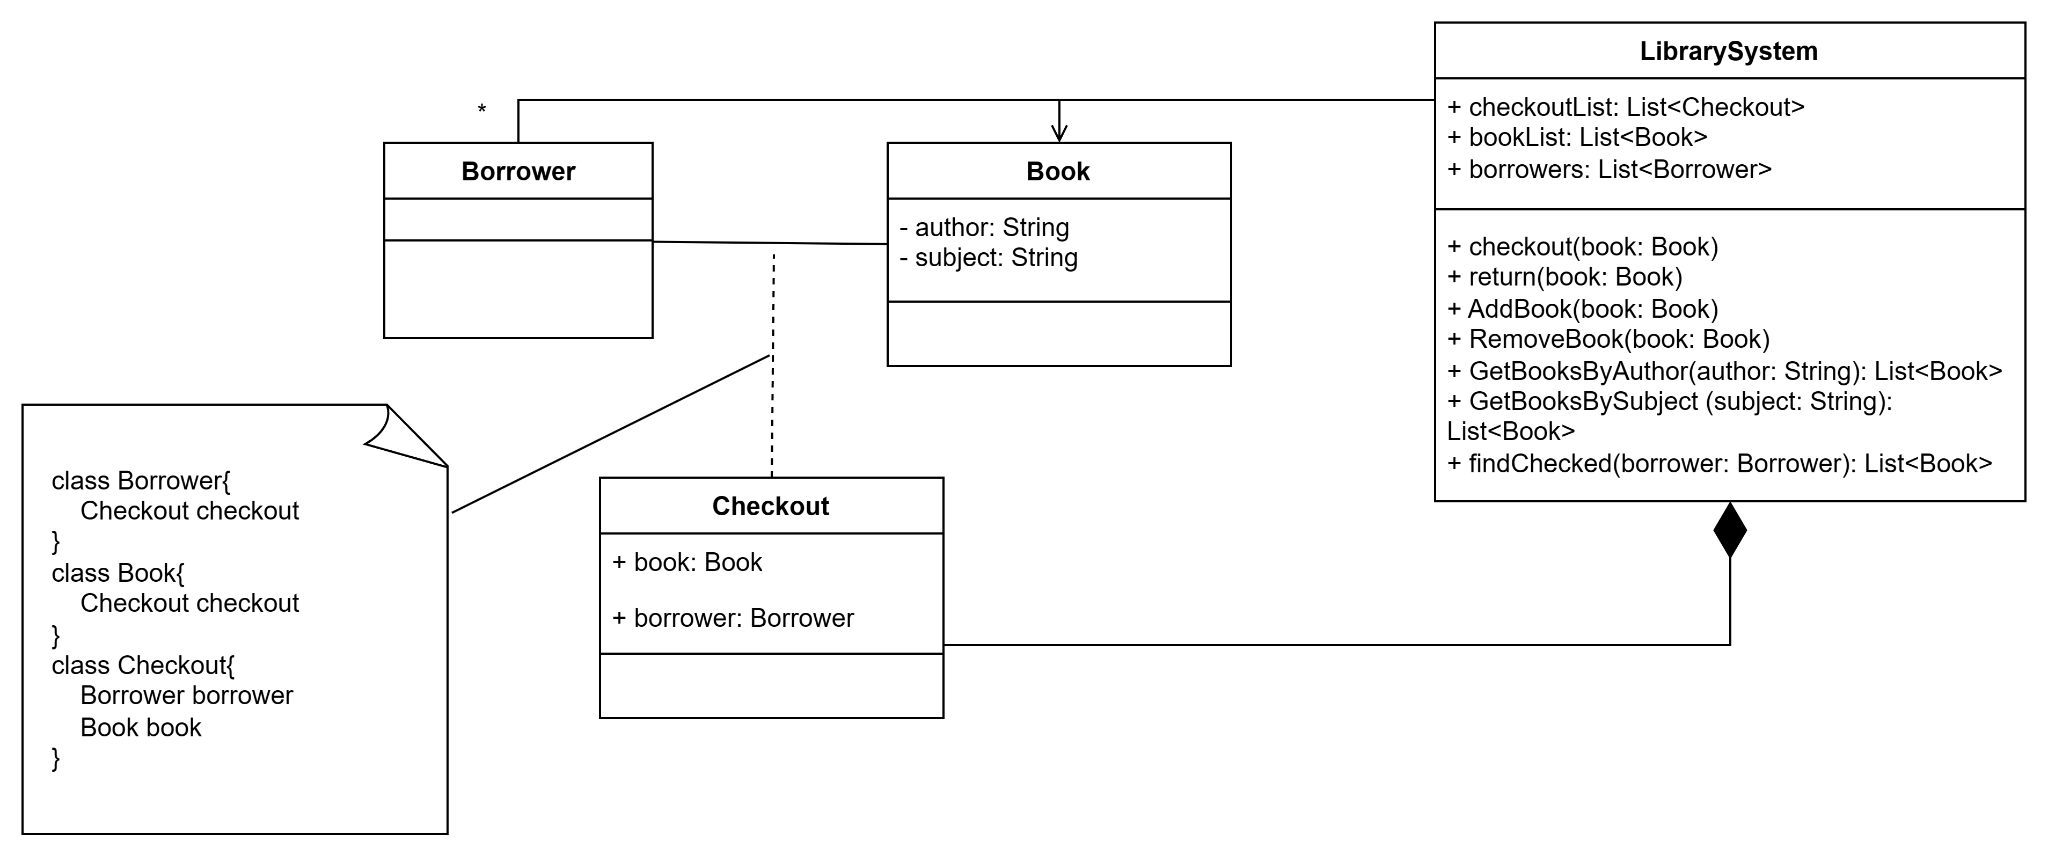 LibrarySystem
+ checkoutList: List<Checkout>
+ bookList: List<Book>
+ borrowers: List<Borrower>
+ checkout(book: Book)
+ return(book: Book)
+ AddBook(book: Book)
+ RemoveBook(book: Book)
+ GetBooksByAuthor(author: String): List<Book>
+ GetBooksBySubject (subject: String):
List<Book>
+ findChecked(borrower: Borrower): List<Book>
*
Borrower
Book
- author: String
- subject: String
class Borrower{
Checkout checkout
}
class Book{
Checkout checkout
}
class Checkout{
Borrower borrower
Book book
}
Checkout
+ book: Book
+ borrower: Borrower